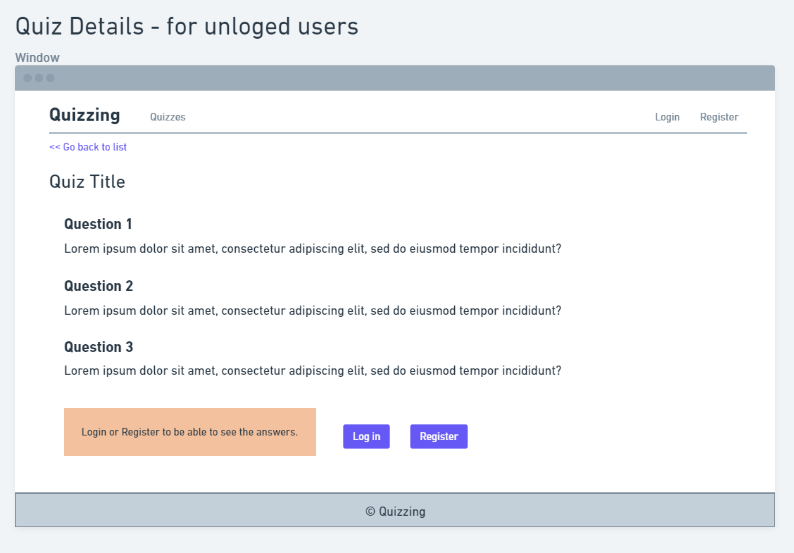 Quiz Details - for unloged users
Window
Quizzing Quizzes Login Register
<< Go back to list
Quiz Title
Question 1
Lorem ipsum dolor sit amet, consectetur adipiscing elit, sed do eiusmod tempor incididunt?
Question 2
Lorem ipsum dolor sit amet, consectetur adipiscing elit, sed do eiusmod tempor incididunt?
Question 3
Lorem ipsum dolor sit amet, consectetur adipiscing elit, sed do eiusmod tempor incididunt?
Login or Register to be able to see the answers. Log in Register
© Quizzing